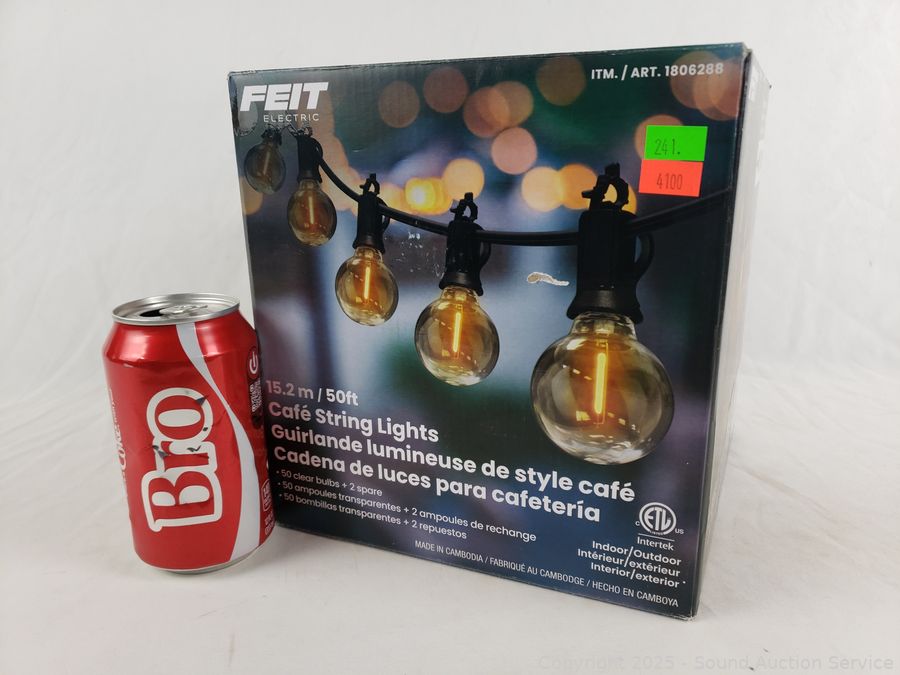 FEIT
ELECTRIC
ITM. / ART. 1806288
241.
4100
15.2 m / 50ft
Café String Lights
Guirlande lumineuse de style café
Cadena de luces para cafetería
• 50 clear bulbs + 2 spare
• 50 ampoules transparentes + 2 ampoules de rechange
• 50 bombillas transparentes + 2 repuestos
C ETL US
Intertek
Indoor/Outdoor
Intérieur/extérieur
Interior/exterior
MADE IN CAMBODIA / FABRIQUÉ AU CAMBODGE / HECHO EN CAMBOYA
Bro
Copyright 2025 - Sound Auction Service